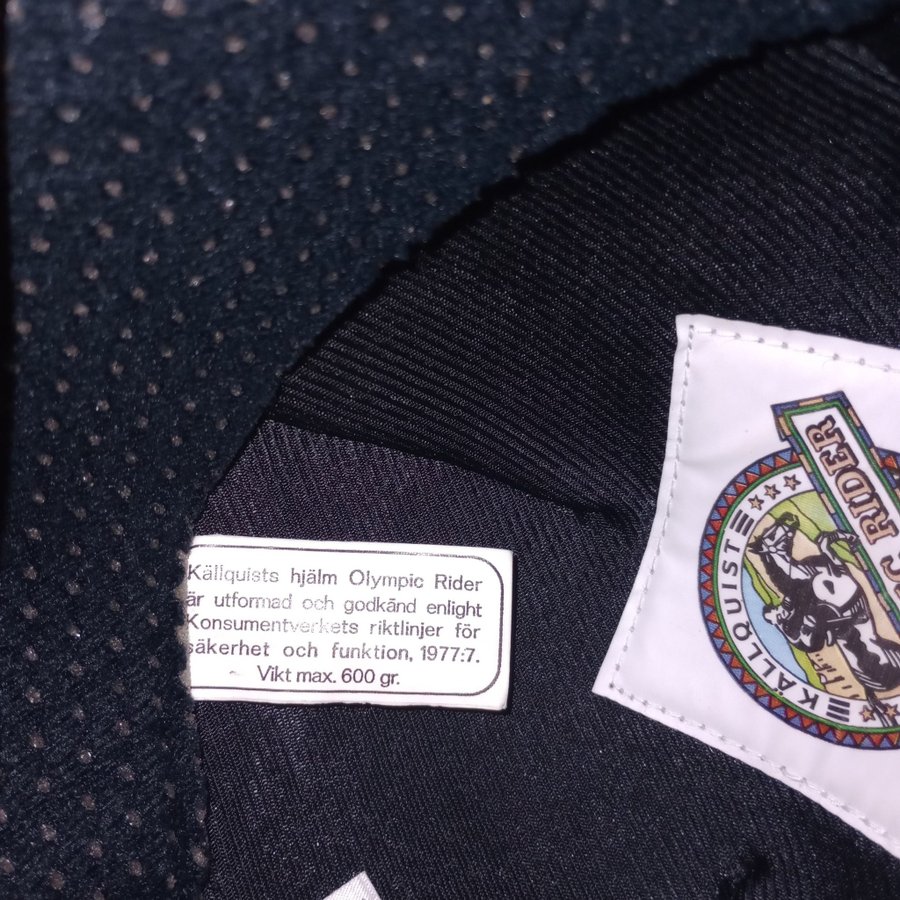 Källquists hjälm Olympic Rider
är utformad och godkänd enlight
Konsumentverkets riktlinjer för
säkerhet och funktion, 1977:7.
Vikt max. 600 gr.
RIDER
KÄLLQUIST